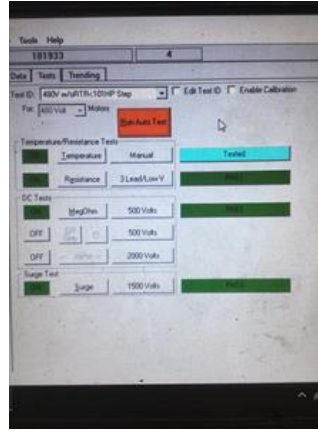 Tools Help
181933 4
Data Tests Trending
Test ID: 480V Step Edit Test ID Enable Calibration
For: 480 Volt Motors
Run Auto Test
Temperature/Resistance Tests
Temperature Manual Tested
Resistance 3 Lead/Low V PASS
DC Tests
MegOhm 500 Volts PASS
OFF 500 Volts
OFF 2000 Volts
Surge Test
Surge 1500 Volts PASS